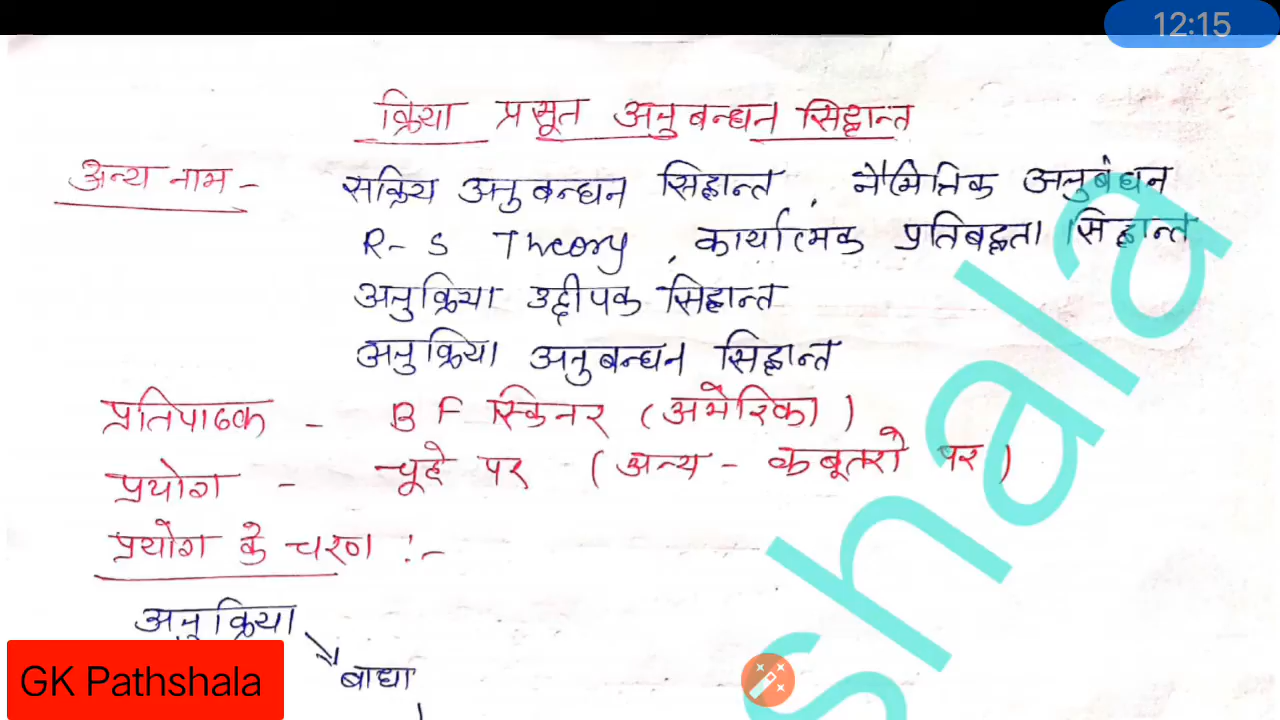 12:15
क्रिया प्रसूत अनुबन्धन सिद्धान्त
अन्य नाम - सक्रिय अनुबन्धन सिद्धान्त, नैमित्तिक अनुबंधन
R-S Theory, कार्यात्मक प्रतिबद्धता सिद्धान्त
अनुक्रिया उद्दीपक सिद्धान्त
अनुक्रिया अनुबन्धन सिद्धान्त
प्रतिपादक - B F स्किनर (अमेरिका)
प्रयोग - चूहे पर (अन्य - कबूतरो पर)
प्रयोग के चरण :-
अनुक्रिया
बाधा
GK Pathshala
shala